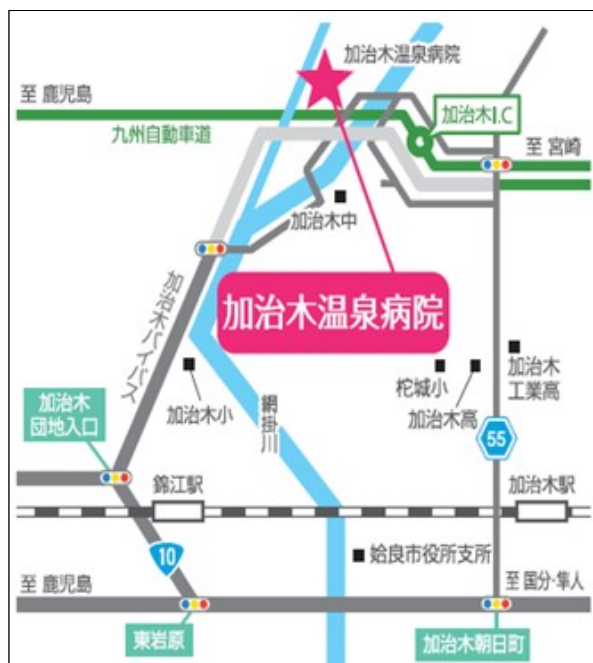 加治木温泉病院
至 鹿児島
加治木I.C
九州自動車道
至 宮崎
加治木中
加治木バイパス
加治木温泉病院
加治木
工業高
柁城小
加治木高
加治木小
網掛川
加治木
団地入口
55
錦江駅
加治木駅
10
姶良市役所支所
至 鹿児島
至 国分・隼人
東岩原
加治木朝日町